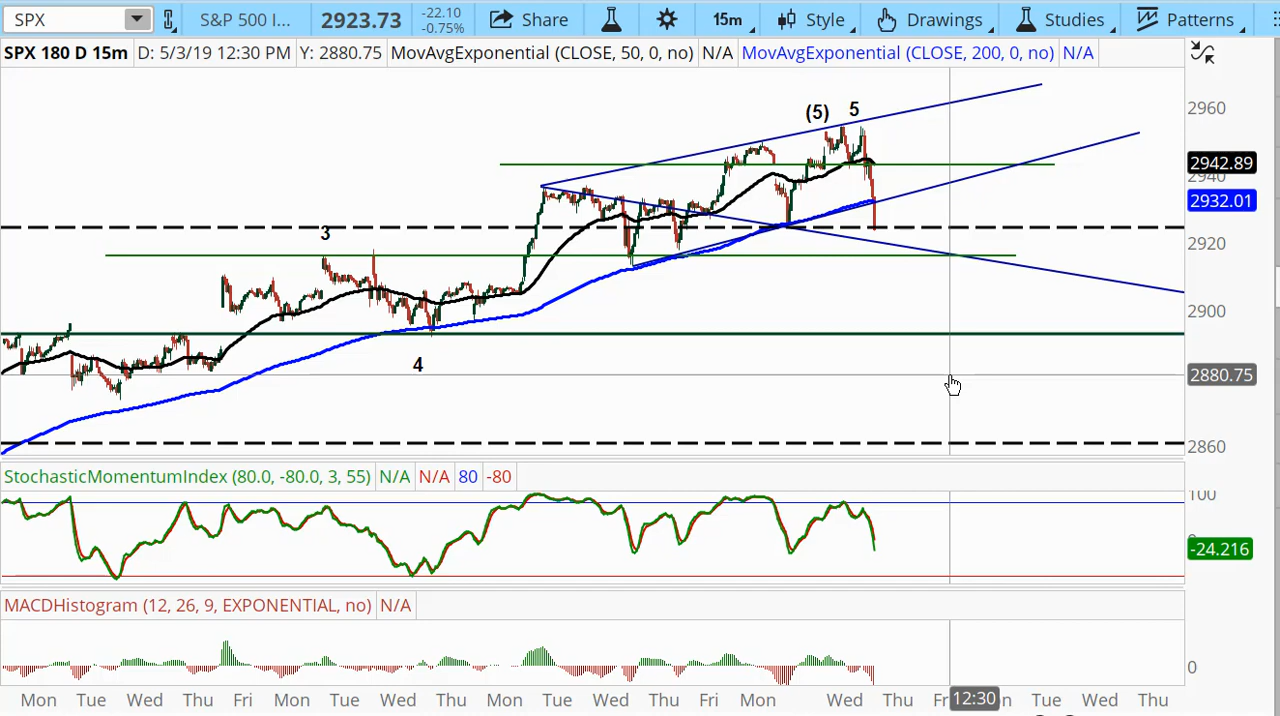 SPX S&P 500 I... 2923.73 -22.10 -0.75% Share 15m Style Drawings Studies Patterns
SPX 180 D 15m D: 5/3/19 12:30 PM Y: 2880.75 MovAvgExponential (CLOSE, 50, 0, no) N/A MovAvgExponential (CLOSE, 200, 0, no) N/A
(5) 5
2960
2942.89
2940
2932.01
3
2920
2900
4
2880.75
2860
StochasticMomentumIndex (80.0, -80.0, 3, 55) N/A N/A 80 -80
100
-24.216
MACDHistogram (12, 26, 9, EXPONENTIAL, no) N/A
0
Mon Tue Wed Thu Fri Mon Tue Wed Thu Mon Tue Wed Thu Fri Mon Wed Thu 12:30 Tue Wed Thu